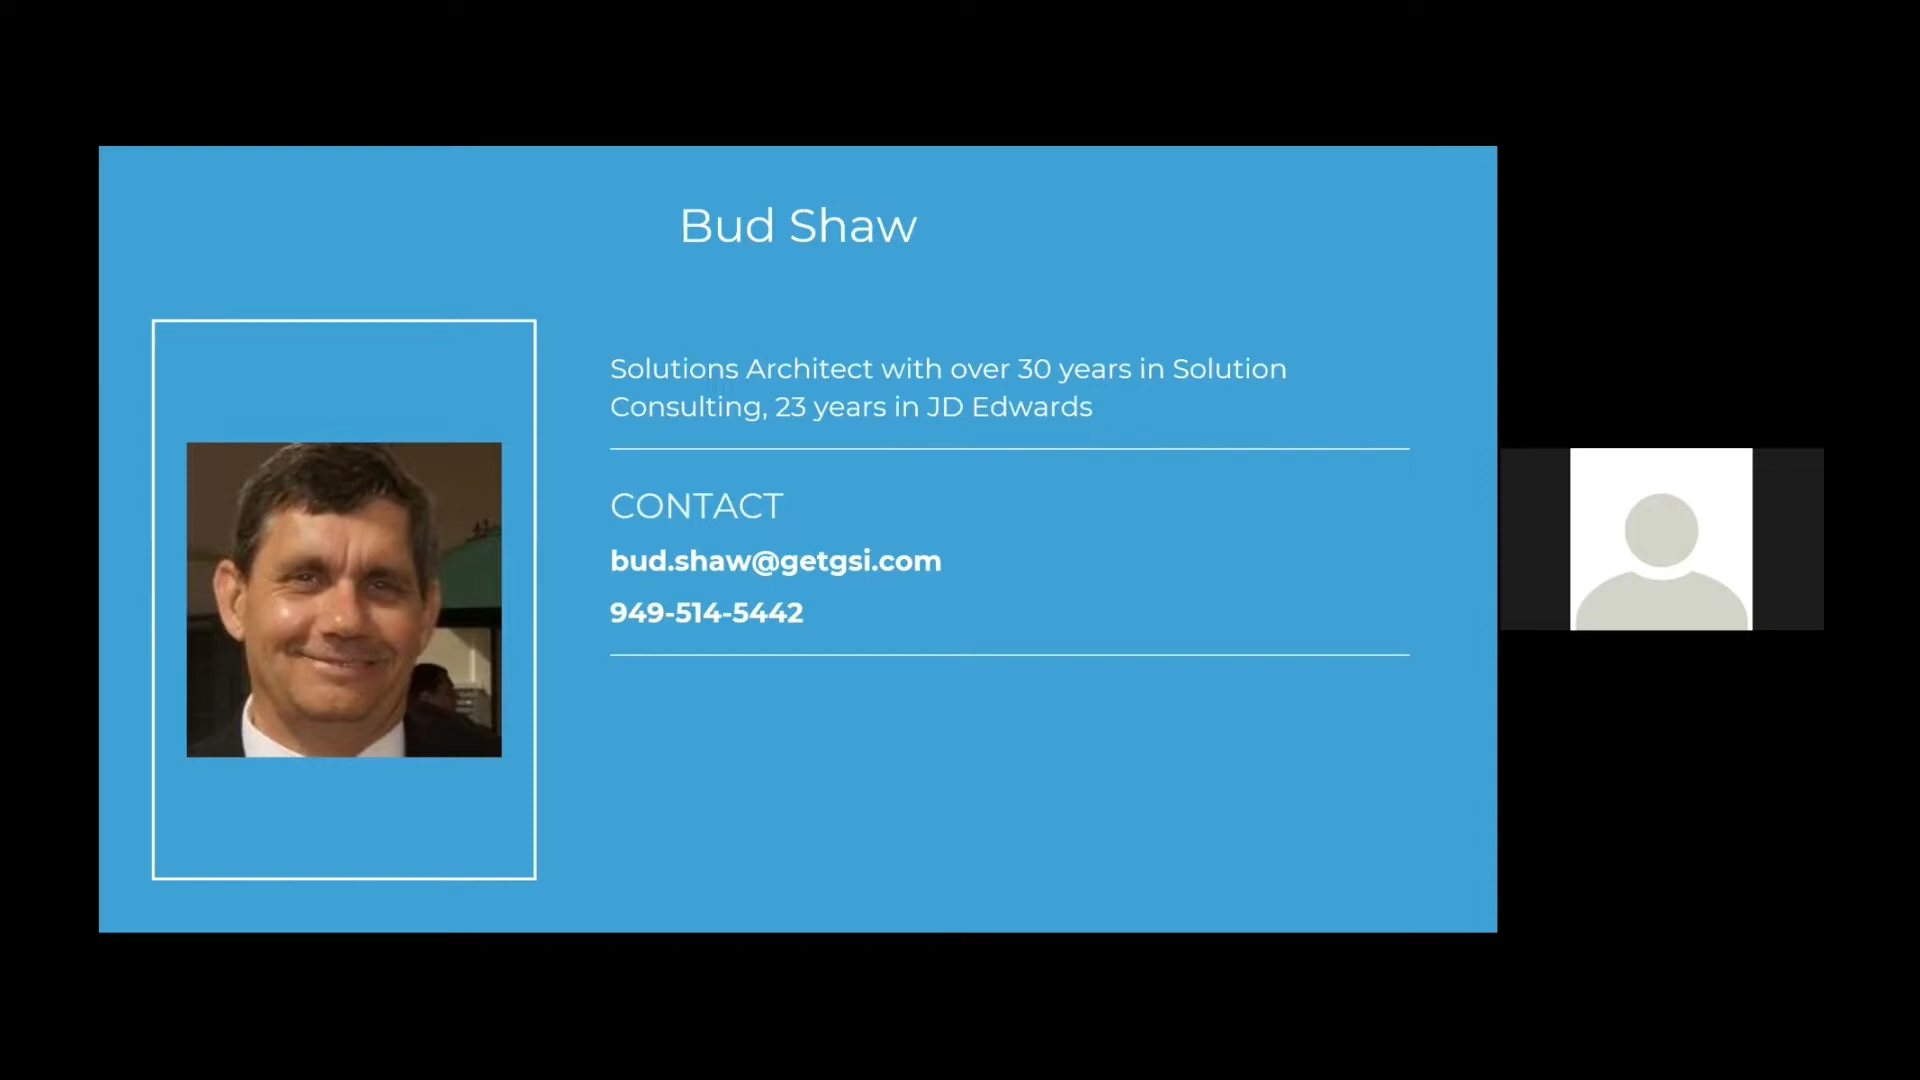 Bud Shaw
Solutions Architect with over 30 years in Solution
Consulting, 23 years in JD Edwards
CONTACT
bud.shaw@getgsi.com
949-514-5442